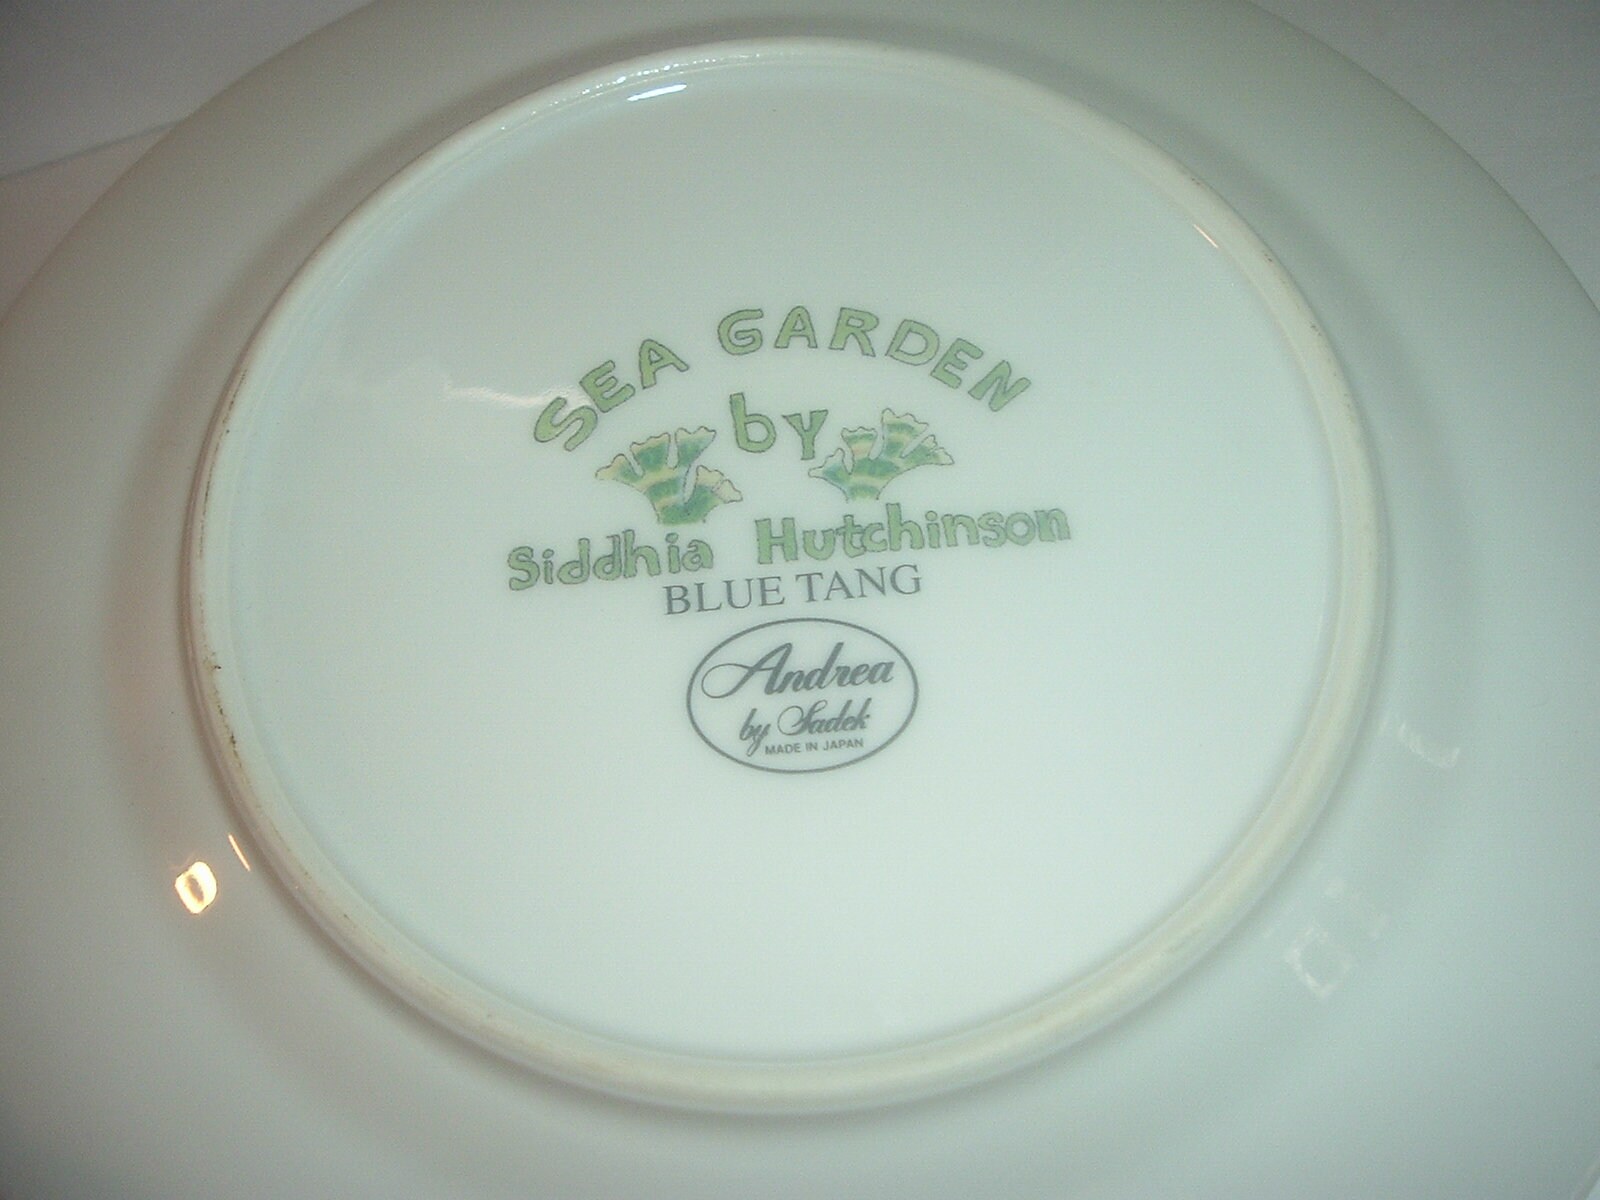 SEA GARDEN
by
Siddhia Hutchinson
BLUE TANG
Andrea
by Sadek
MADE IN JAPAN